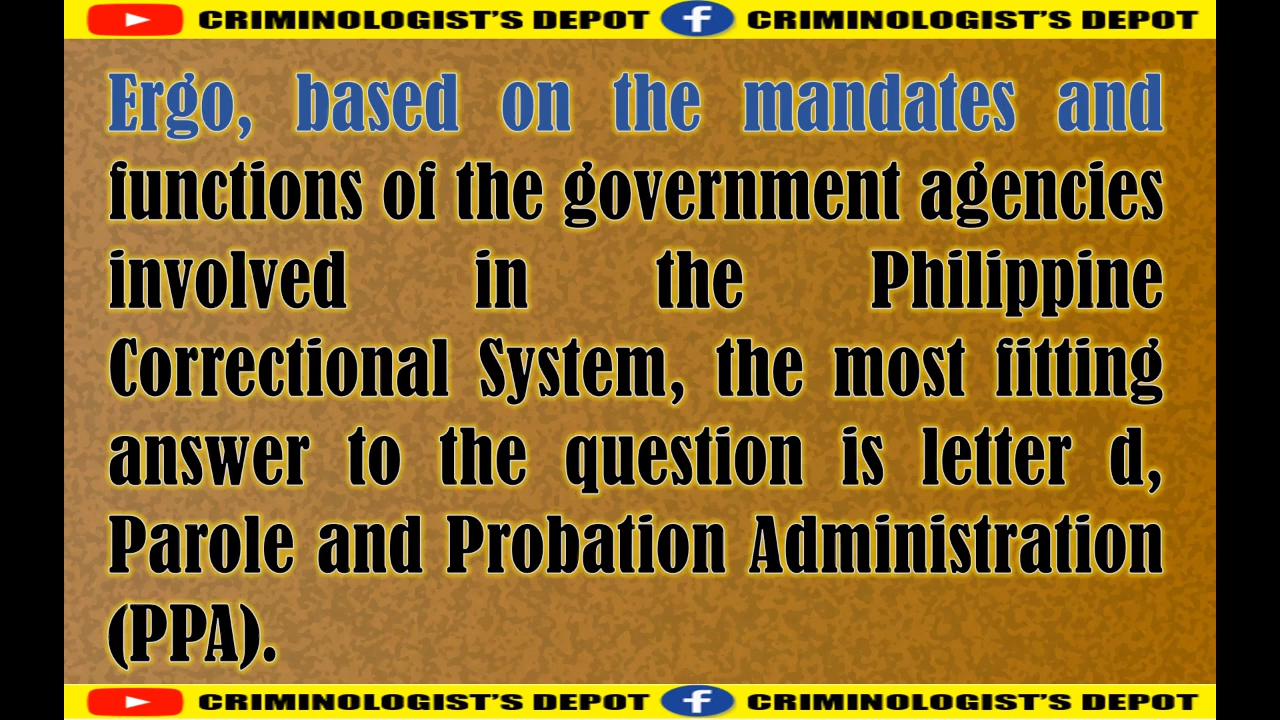 CRIMINOLOGIST'S DEPOT f CRIMINOLOGIST'S DEPOT
Ergo, based on the mandates and
functions of the government agencies
involved in the Philippine
Correctional System, the most fitting
answer to the question is letter d,
Parole and Probation Administration
(PPA).
CRIMINOLOGIST'S DEPOT f CRIMINOLOGIST'S DEPOT